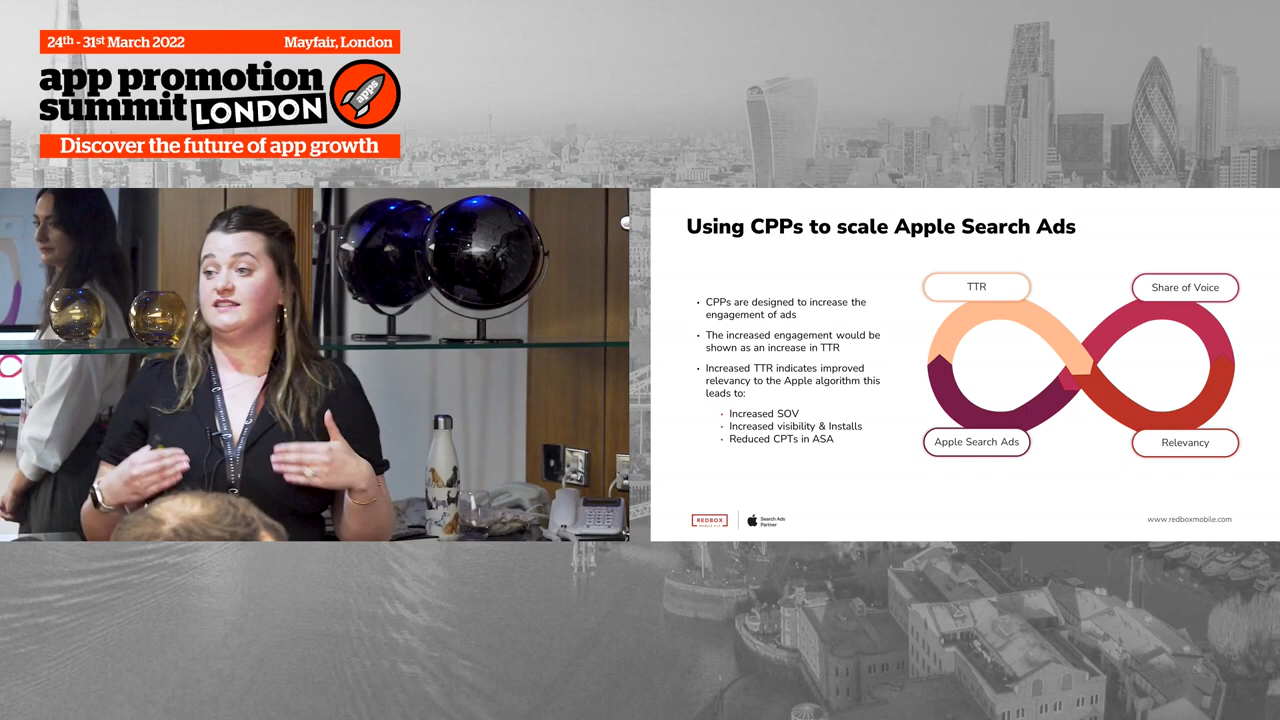 24th - 31st March 2022 Mayfair, London
app promotion
summit LONDON
apps
Discover the future of app growth
Using CPPs to scale Apple Search Ads
• CPPs are designed to increase the
engagement of ads
• The increased engagement would be
shown as an increase in TTR
• Increased TTR indicates improved
relevancy to the Apple algorithm this
leads to:
• Increased SOV
• Increased visibility & Installs
• Reduced CPTs in ASA
TTR
Share of Voice
Apple Search Ads
Relevancy
REDBOX
MOBILE PLC
Search Ads
Partner
www.redboxmobile.com